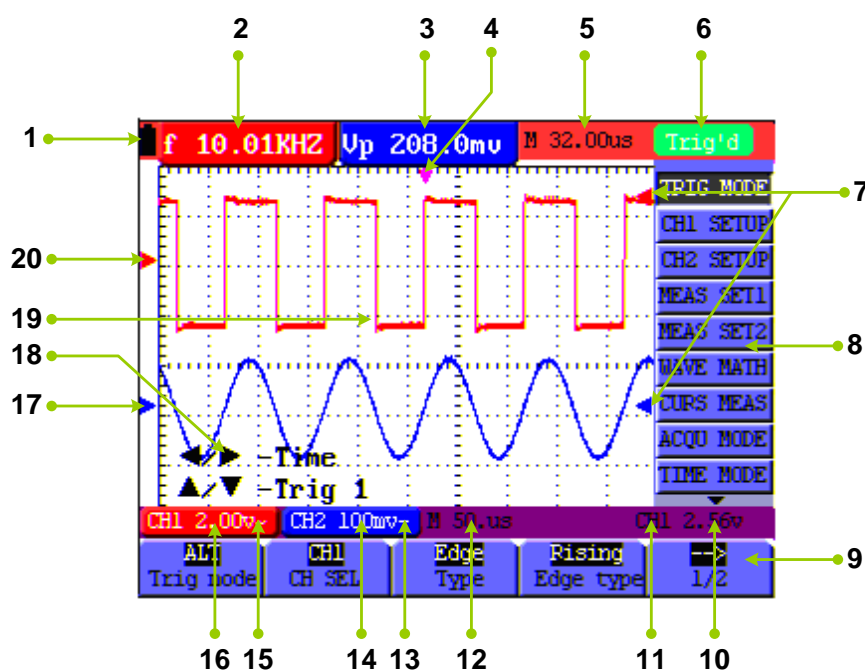 2 3 4 5 6
1
f 10.01KHZ Vp 208.0mv M 32.00us Trig'd
TRIG MODE
7
CH1 SETUP
CH2 SETUP
20
MEAS SET1
19
MEAS SET2
8
18
WAVE MATH
17
CURS MEAS
ACQU MODE
◀/▶ -Time
TIME MODE
▲/▼ -Trig 1
CH1 2.00v~ CH2 100mv~ M 50.us CH1 2.56v
ALT CH1 Edge Rising -->
Trig mode CH SEL Type Edge type 1/2
9
16 15 14 13 12 11 10